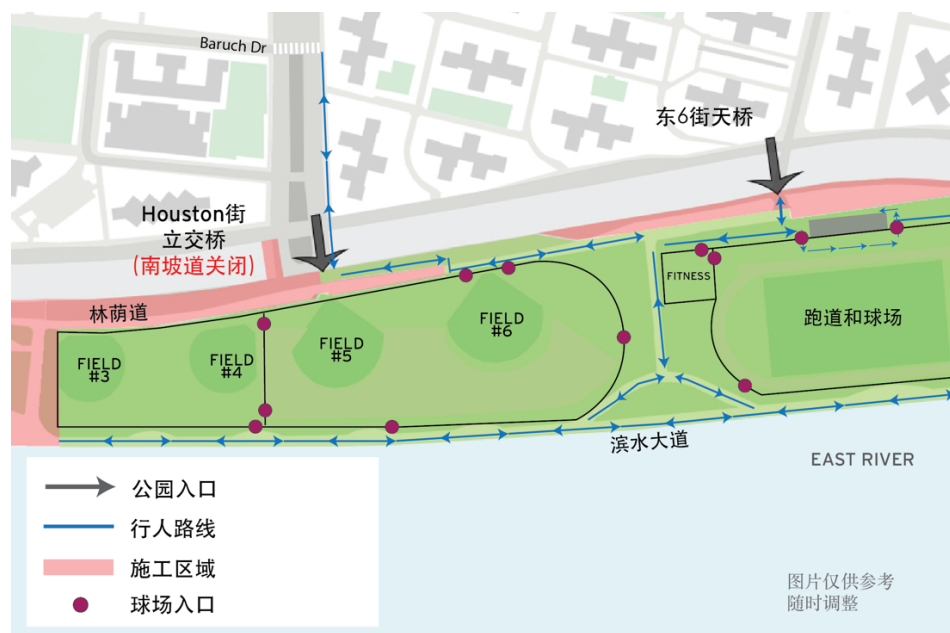 Baruch Dr
东6街天桥
Houston街
立交桥
(南坡道关闭)
林荫道
FITNESS
FIELD
#3
FIELD
#4
FIELD
#5
FIELD
#6
跑道和球场
滨水大道
EAST RIVER
公园入口
行人路线
施工区域
球场入口
图片仅供参考
随时调整